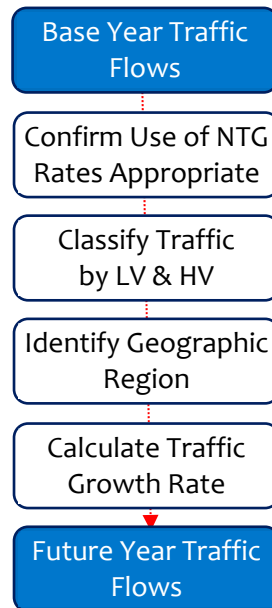 Base Year Traffic
Flows
Confirm Use of NTG
Rates Appropriate
Classify Traffic
by LV & HV
Identify Geographic
Region
Calculate Traffic
Growth Rate
Future Year Traffic
Flows